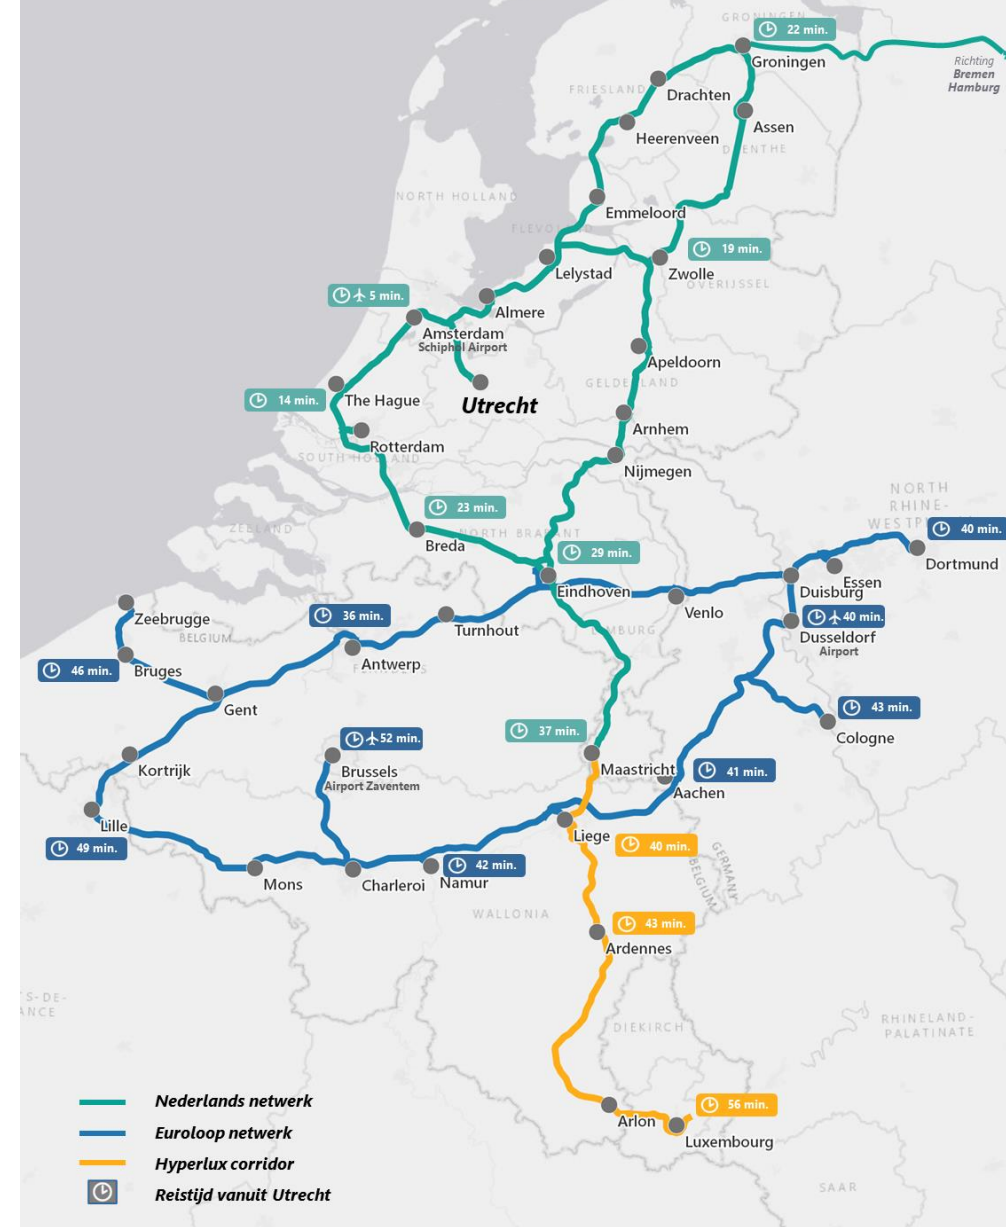 GRONINGEN
22 min.
Groningen
Richting
Bremen
Hamburg
FRIESLAND
Drachten
Assen
Heerenveen
DRENTHE
NORTH HOLLAND
Emmeloord
FLEVOLAND
19 min.
Lelystad
Zwolle
OVERIJSSEL
5 min.
Almere
Amsterdam
Schiphol Airport
Apeldoorn
GELDERLAND
14 min.
The Hague
Utrecht
Arnhem
Rotterdam
SOUTH HOLLAND
Nijmegen
NORTH
RHINE-
WESTPHALIA
23 min.
ZEELAND
NORTH BRABANT
40 min.
Breda
29 min.
Dortmund
Essen
Eindhoven
Duisburg
Venlo
36 min.
Zeebrugge
Turnhout
LIMBURG
40 min.
BELGIUM
Dusseldorf
Airport
46 min.
Bruges
Antwerp
FLANDERS
Gent
43 min.
37 min.
Cologne
52 min.
Kortrijk
Brussels
Airport Zaventem
Maastricht
41 min.
Aachen
Lille
Liege
49 min.
40 min.
42 min.
Mons
Charleroi
Namur
GERMANY
BELGIUM
WALLONIA
43 min.
Ardennes
S-DE-
ANCE
DIEKIRCH
RHINELAND-
PALATINATE
56 min.
Arlon
Luxembourg
SAAR
Nederlands netwerk
Euroloop netwerk
Hyperlux corridor
Reistijd vanuit Utrecht